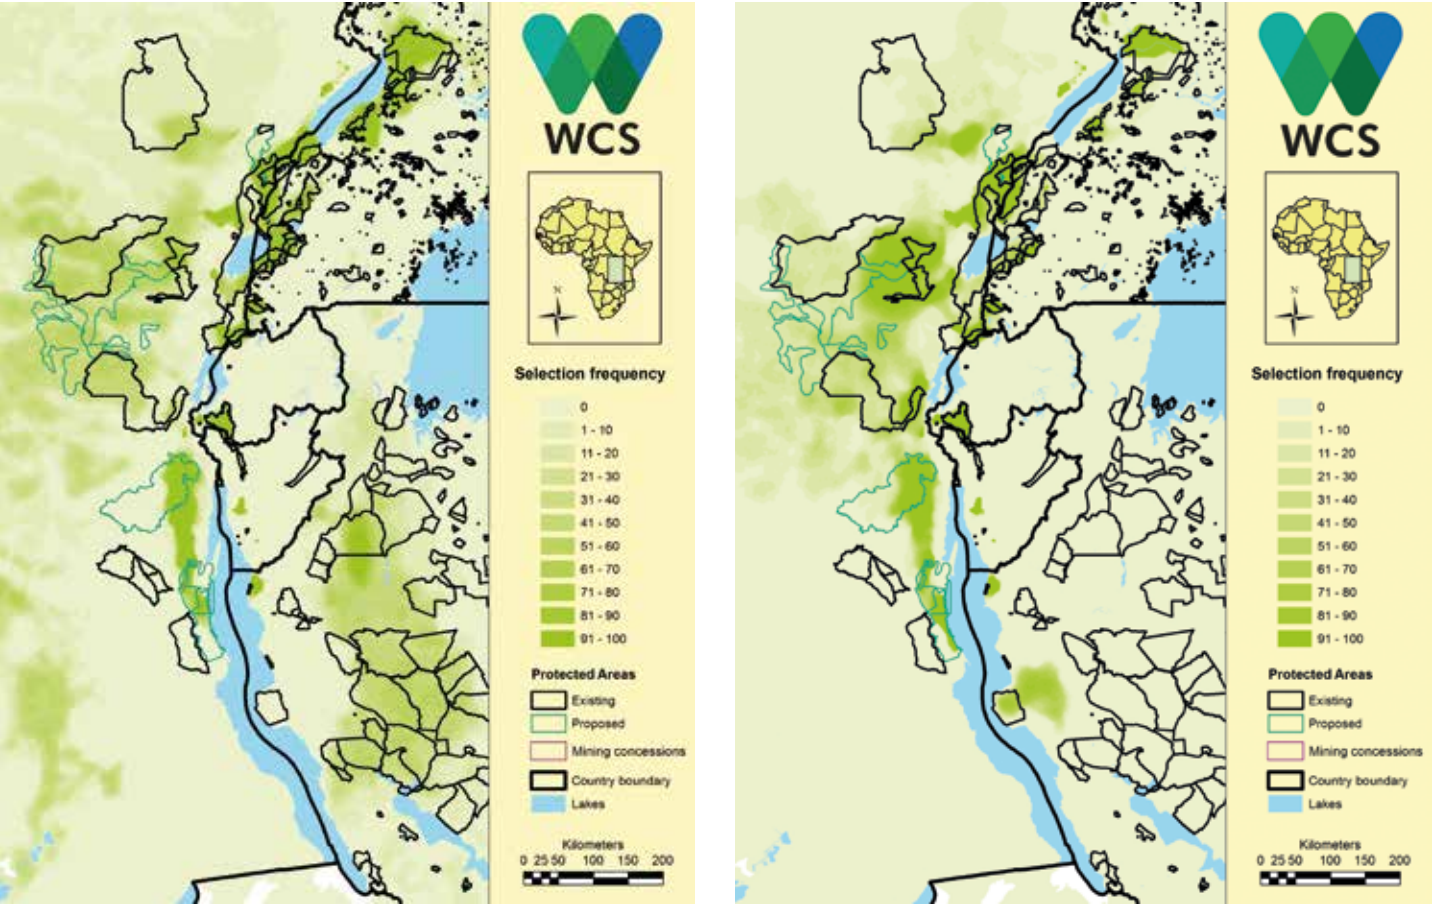 WCS
N
Selection frequency
0
1 - 10
11 - 20
21 - 30
31 - 40
41 - 50
51 - 60
61 - 70
71 - 80
81 - 90
91 - 100
Protected Areas
Existing
Proposed
Mining concessions
Country boundary
Lakes
Kilometers
0 25 50 100 150 200
WCS
N
Selection frequency
0
1 - 10
11 - 20
21 - 30
31 - 40
41 - 50
51 - 60
61 - 70
71 - 80
81 - 90
91 - 100
Protected Areas
Existing
Proposed
Mining concessions
Country boundary
Lakes
Kilometers
0 25 50 100 150 200